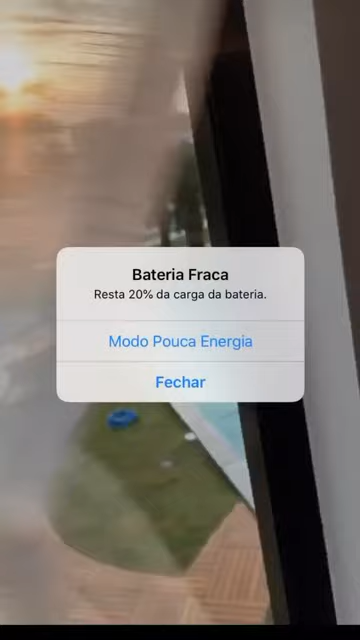 Bateria Fraca
Resta 20% da carga da bateria.
Modo Pouca Energia
Fechar